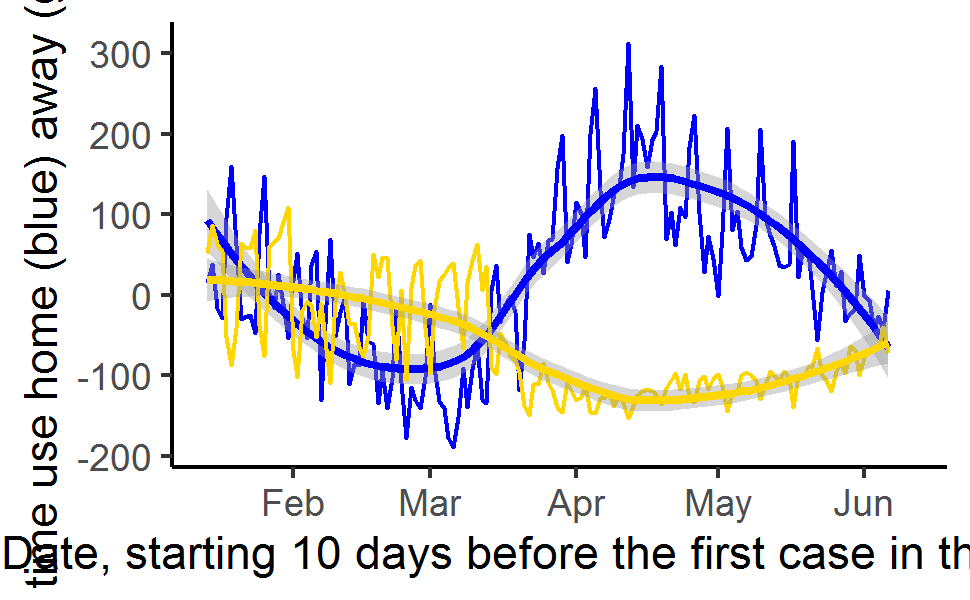 time use home (blue) away (g
300
200
100
0
-100
-200
Feb Mar Apr May Jun
Date, starting 10 days before the first case in th